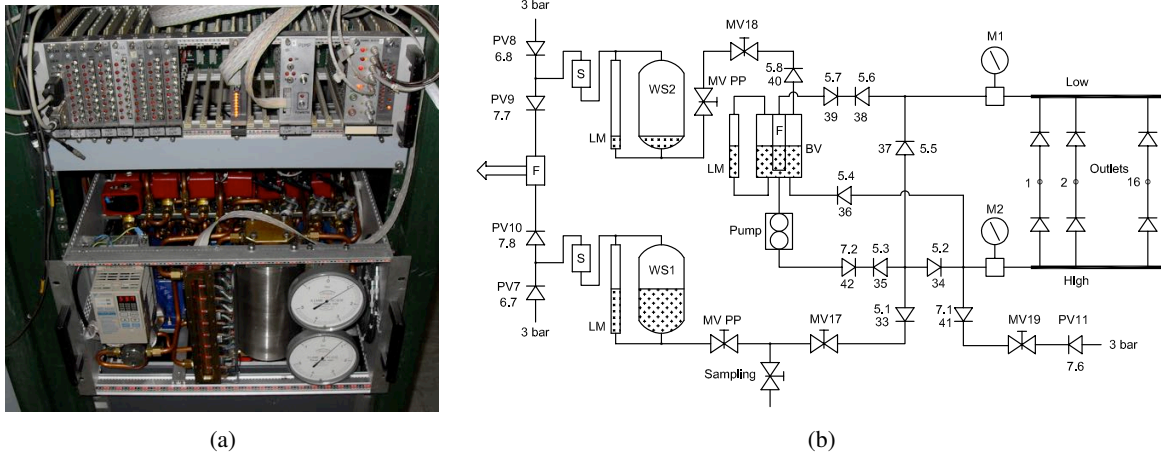 3 bar
PV8
6.8
PV9
7.7
F
PV10
7.8
PV7
6.7
3 bar
S
LM
WS2
MV18
MV PP
5.8
40
5.7
5.6
39
38
LM
F
BV
37
5.5
5.4
36
Pump
7.2
5.3
5.2
42
35
34
S
LM
WS1
MV PP
MV17
Sampling
5.1
33
7.1
41
MV19
PV11
7.6
3 bar
M1
Low
1
2
16
Outlets
M2
High
(a)
(b)